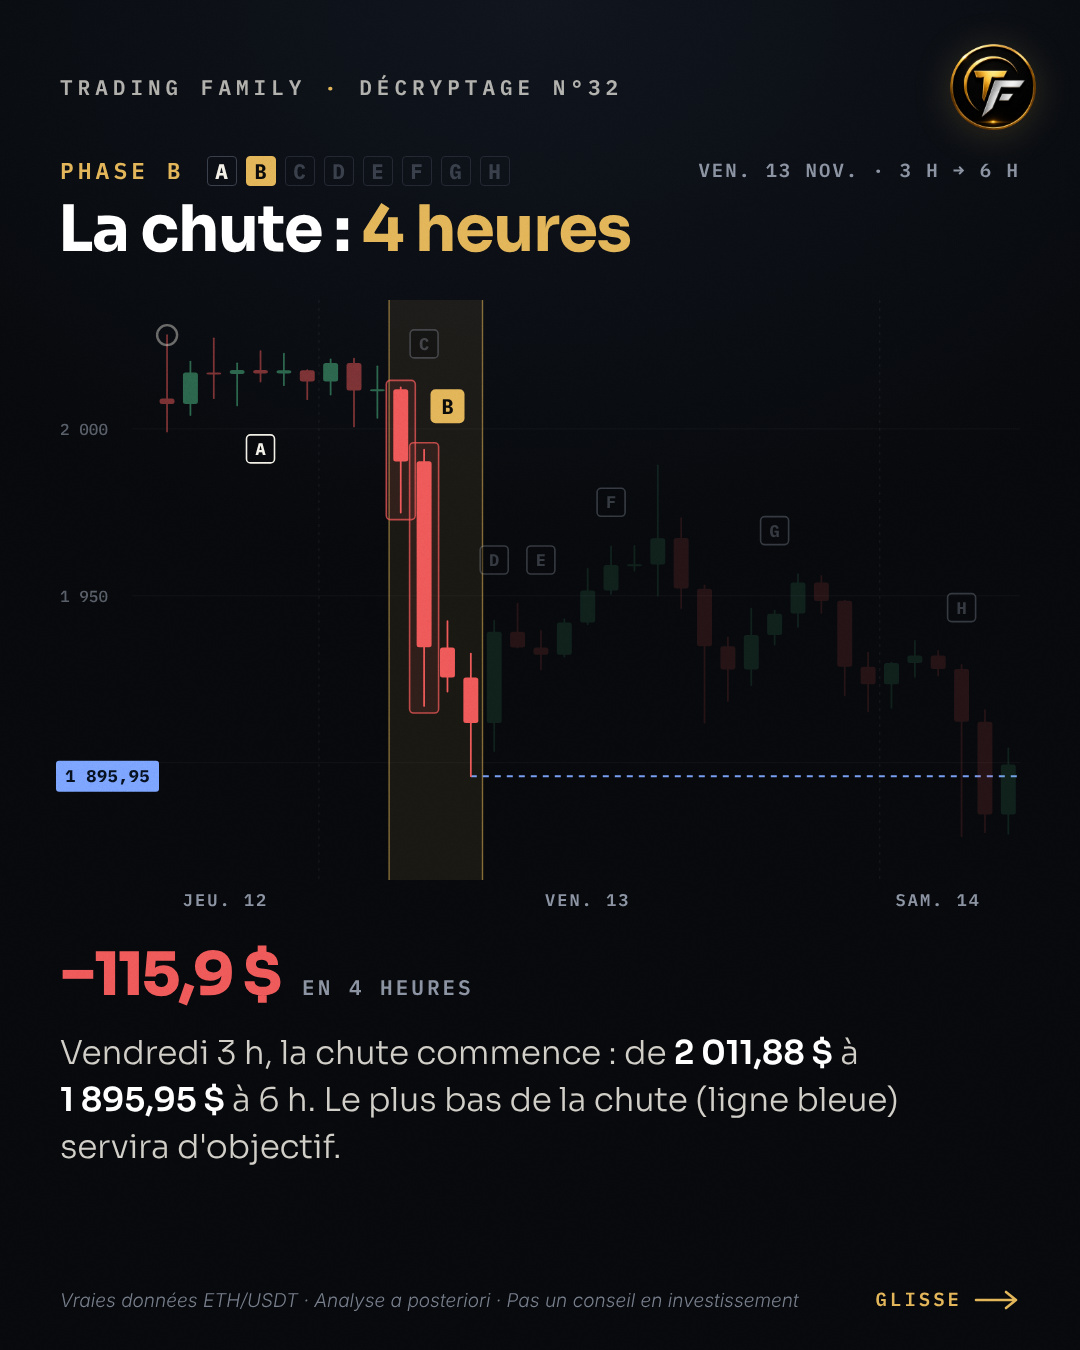 TRADING FAMILY · DÉCRYPTAGE N°32
TF
PHASE B A B C D E F G H
VEN. 13 NOV. · 3 H → 6 H
La chute : 4 heures
C
B
2 000
A
F
G
D E
1 950
H
1 895,95
JEU. 12 VEN. 13 SAM. 14
−115,9 $ EN 4 HEURES
Vendredi 3 h, la chute commence : de 2 011,88 $ à
1 895,95 $ à 6 h. Le plus bas de la chute (ligne bleue)
servira d'objectif.
Vraies données ETH/USDT · Analyse a posteriori · Pas un conseil en investissement
GLISSE →